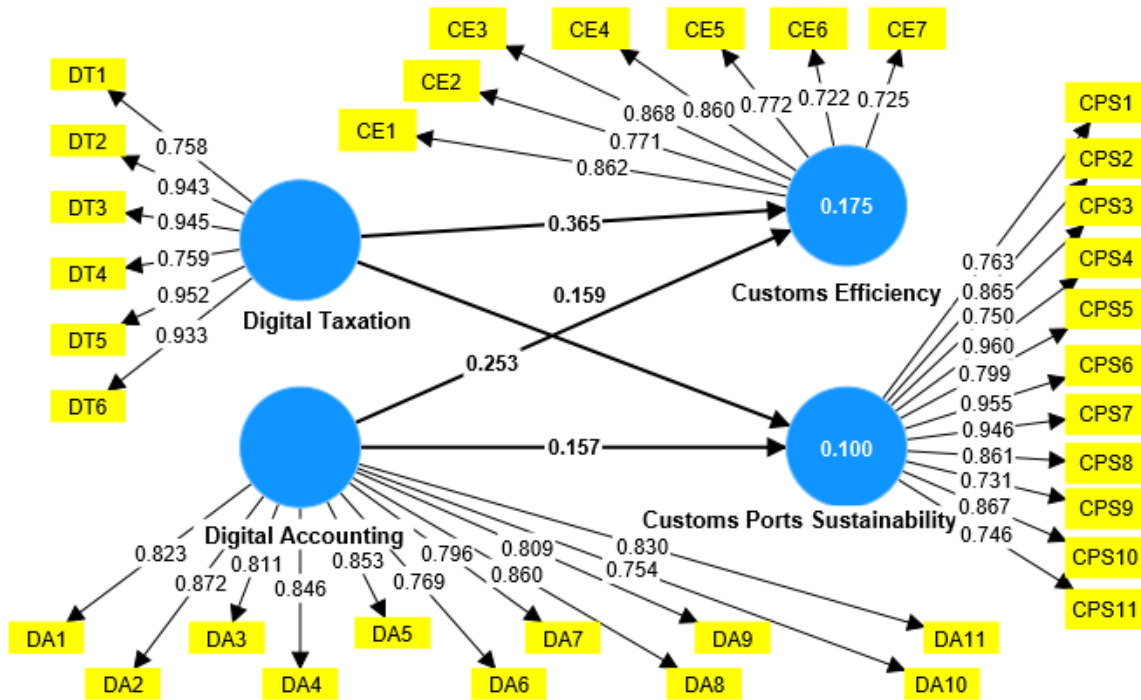 CE3
CE4
CE5
CE6
CE7
DT1
CE2
CPS1
DT2
CE1
CPS2
DT3
CPS3
DT4
CPS4
DT5
CPS5
DT6
CPS6
CPS7
CPS8
CPS9
CPS10
CPS11
0.758
0.943
0.945
0.759
0.952
0.933
0.868
0.860
0.772
0.722
0.725
0.771
0.862
0.175
Customs Efficiency
Digital Taxation
0.365
0.159
0.253
0.157
0.763
0.865
0.750
0.960
0.799
0.955
0.946
0.861
0.731
0.867
0.746
0.100
Customs Ports Sustainability
Digital Accounting
0.823
0.872
0.811
0.846
0.853
0.769
0.796
0.860
0.809
0.754
0.830
DA1
DA2
DA3
DA4
DA5
DA6
DA7
DA8
DA9
DA10
DA11